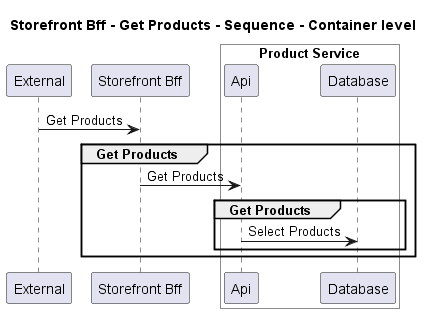 Storefront Bff - Get Products - Sequence - Container level
Product Service
External
Storefront Bff
Api
Database
Get Products
Get Products
Get Products
Get Products
Select Products
External
Storefront Bff
Api
Database